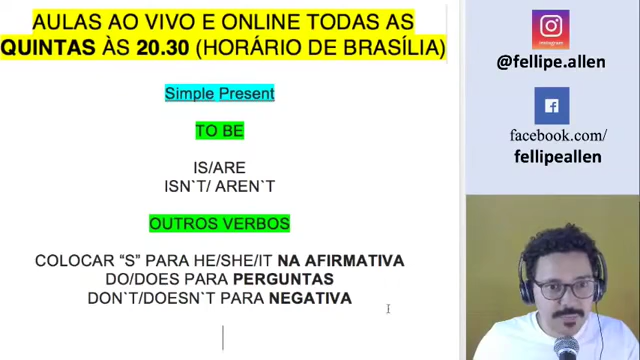 AULAS AO VIVO E ONLINE TODAS AS
QUINTAS ÀS 20.30 (HORÁRIO DE BRASÍLIA)
Simple Present
TO BE
IS/ARE
ISN`T/ AREN`T
OUTROS VERBOS
COLOCAR “S” PARA HE/SHE/IT NA AFIRMATIVA
DO/DOES PARA PERGUNTAS
DON`T/DOESN`T PARA NEGATIVA
Instagram
@fellipe.allen
facebook.com/
fellipeallen